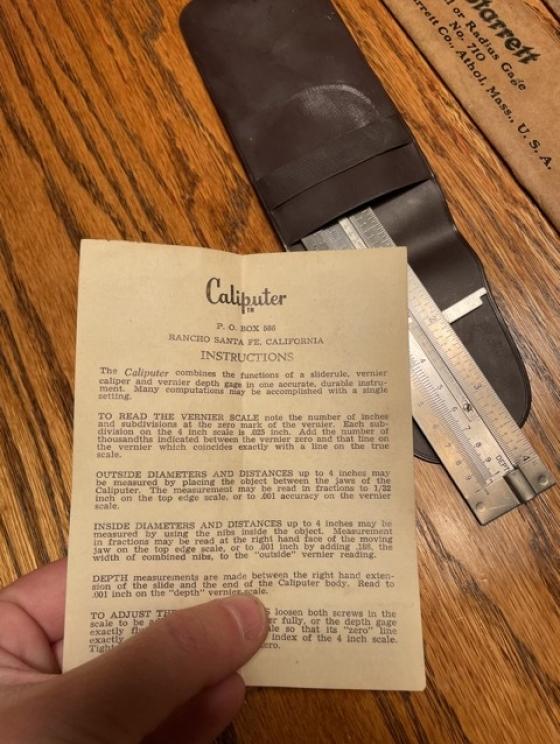 Starrett
or Radius Gage
No. 710
rrett Co., Athol, Mass., U. S. A.
Caliputer
TM
P. O. BOX 566
RANCHO SANTA FE, CALIFORNIA
INSTRUCTIONS
The Caliputer combines the functions of a sliderule, vernier
caliper and vernier depth gage in one accurate, durable instru-
ment. Many computations may be accomplished with a single
setting.
TO READ THE VERNIER SCALE note the number of inches
and subdivisions at the zero mark of the vernier. Each sub-
division on the 4 inch scale is .025 inch. Add the number of
thousandths indicated between the vernier zero and that line on
the vernier which coincides exactly with a line on the true
scale.
OUTSIDE DIAMETERS AND DISTANCES up to 4 inches may
be measured by placing the object between the jaws of the
Caliputer. The measurement may be read in fractions to 1/32
inch on the top edge scale, or to .001 accuracy on the vernier
scale.
INSIDE DIAMETERS AND DISTANCES up to 4 inches may be
measured by using the nibs inside the object. Measurement
in fractions may be read at the right hand face of the moving
jaw on the top edge scale, or to .001 inch by adding .188, the
width of combined nibs, to the "outside" vernier reading.
DEPTH measurements are made between the right hand exten-
sion of the slide and the end of the Caliputer body. Read to
.001 inch on the "depth" vernier scale.
TO ADJUST THE S loosen both screws in the
scale to be a er fully, or the depth gage
exactly fl ale so that its "zero" line
exactly index of the 4 inch scale.
Tight zero.